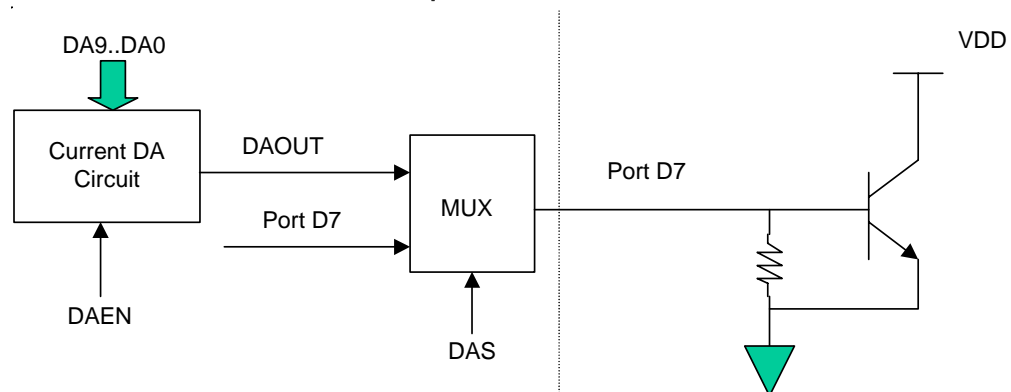 DA9..DA0
VDD
Current DA
Circuit
DAOUT
Port D7
MUX
Port D7
DAEN
DAS